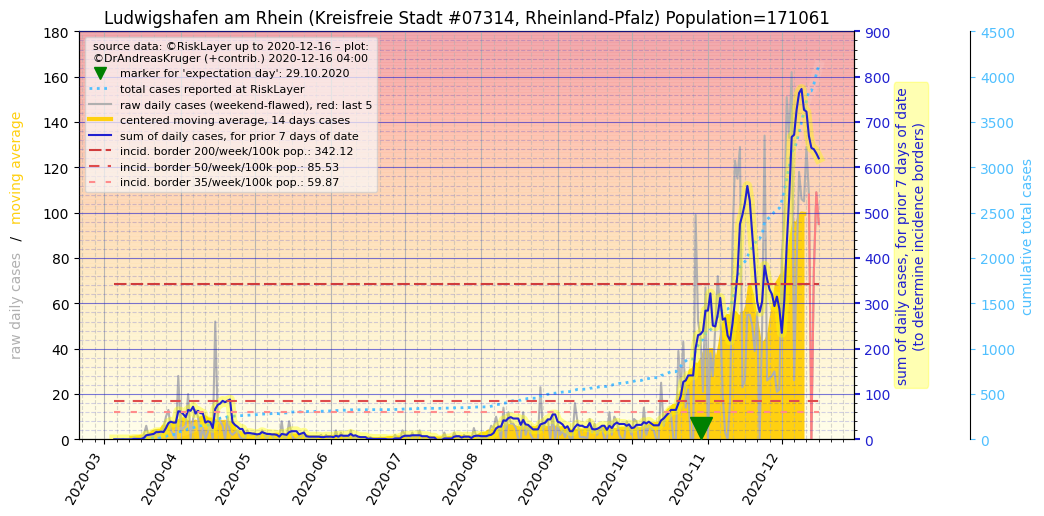 Ludwigshafen am Rhein (Kreisfreie Stadt #07314, Rheinland-Pfalz) Population=171061
source data: ©RiskLayer up to 2020-12-16 – plot:
©DrAndreasKruger (+contrib.) 2020-12-16 04:00
marker for 'expectation day': 29.10.2020
total cases reported at RiskLayer
raw daily cases (weekend-flawed), red: last 5
centered moving average, 14 days cases
sum of daily cases, for prior 7 days of date
incid. border 200/week/100k pop.: 342.12
incid. border 50/week/100k pop.: 85.53
incid. border 35/week/100k pop.: 59.87
raw daily cases / moving average
180
160
140
120
100
80
60
40
20
0
2020-03
2020-04
2020-05
2020-06
2020-07
2020-08
2020-09
2020-10
2020-11
2020-12
900
800
700
600
500
400
300
200
100
0
sum of daily cases, for prior 7 days of date
(to determine incidence borders)
4500
4000
3500
3000
2500
2000
1500
1000
500
0
cumulative total cases